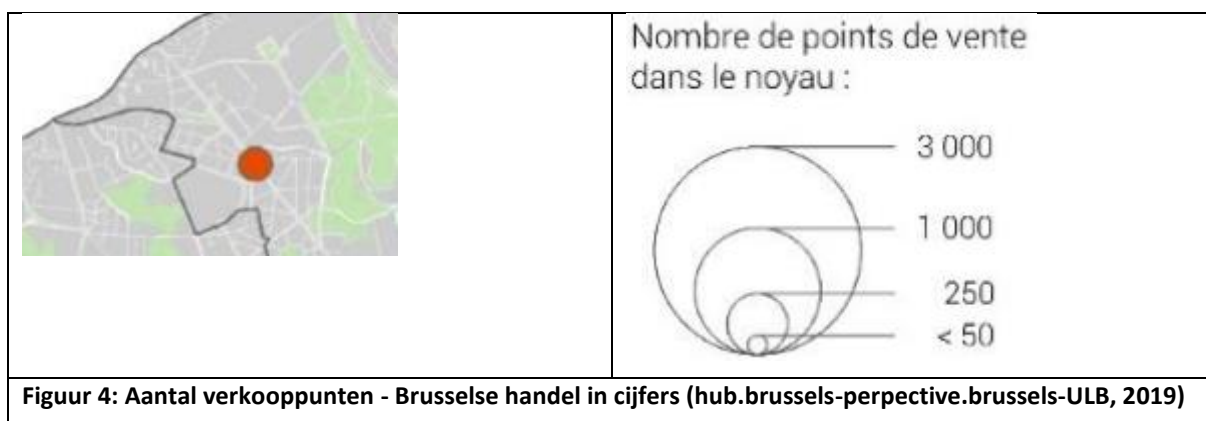 Nombre de points de vente
dans le noyau :
3 000
1 000
250
< 50
Figuur 4: Aantal verkooppunten - Brusselse handel in cijfers (hub.brussels-perpective.brussels-ULB, 2019)